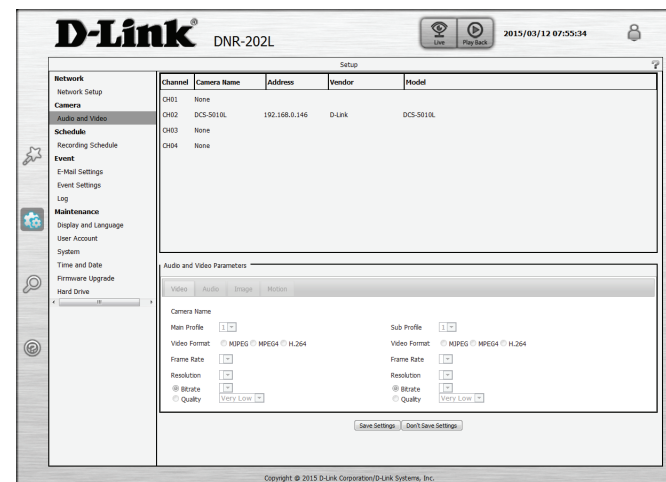 D-Link® DNR-202L
Live Play Back 2015/03/12 07:55:34
Setup ?
Network
Network Setup
Camera
Audio and Video
Schedule
Recording Schedule
Event
E-Mail Settings
Event Settings
Log
Maintenance
Display and Language
User Account
System
Time and Date
Firmware Upgrade
Hard Drive
Channel Camera Name Address Vendor Model
CH01 None
CH02 DCS-5010L 192.168.0.146 D-Link DCS-5010L
CH03 None
CH04 None
Audio and Video Parameters
Video Audio Image Motion
Camera Name
Main Profile 1 Sub Profile 1
Video Format MJPEG MPEG4 H.264 Video Format MJPEG MPEG4 H.264
Frame Rate Frame Rate
Resolution Resolution
Bitrate Bitrate
Quality Very Low Quality Very Low
Save Settings Don't Save Settings
Copyright © 2015 D-Link Corporation/D-Link Systems, Inc.